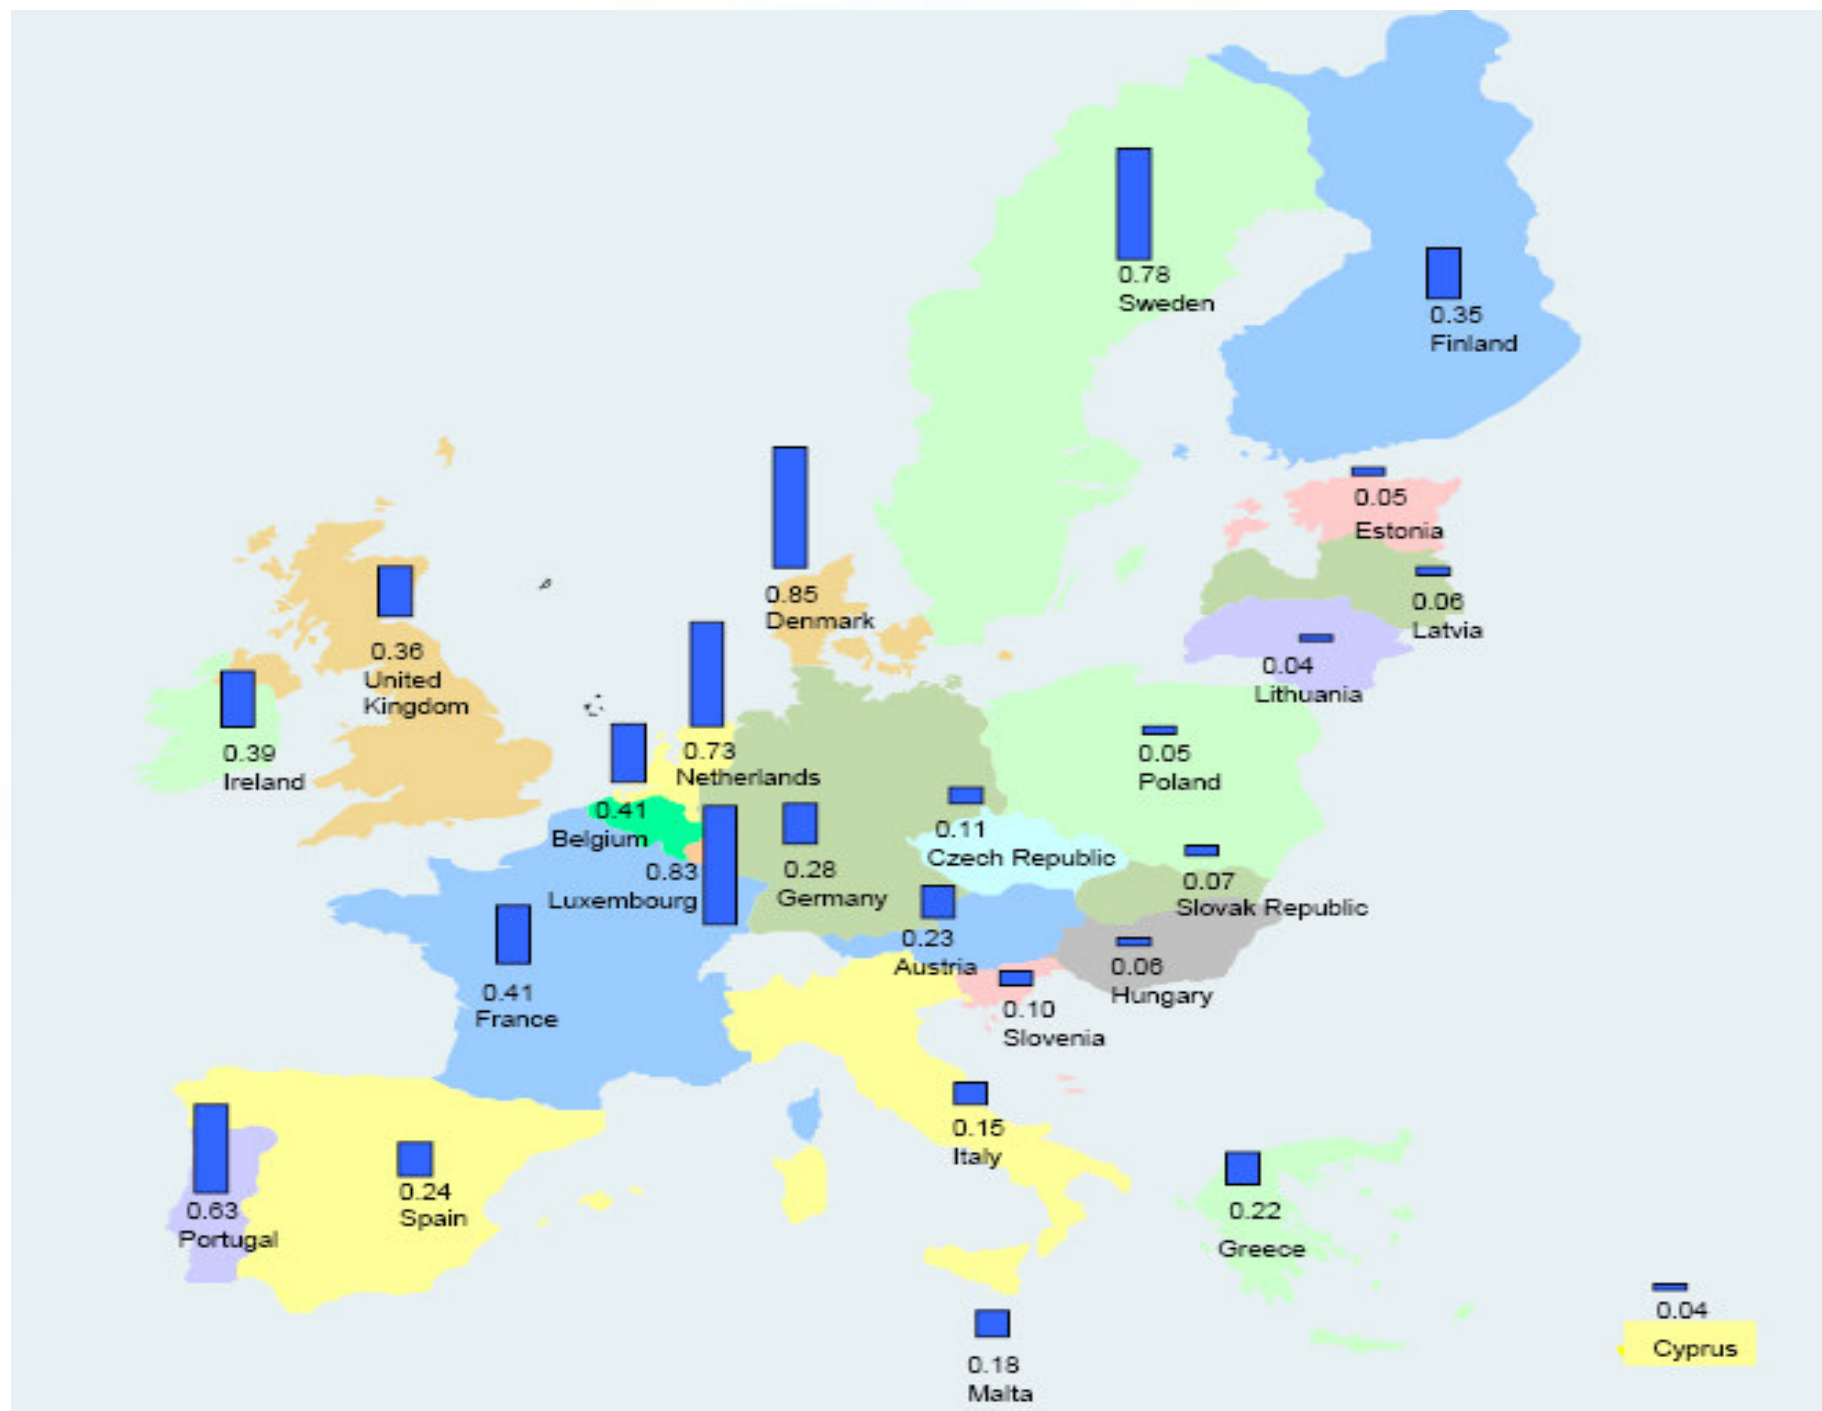 0.78
Sweden
0.35
Finland
0.05
Estonia
0.85
Denmark
0.06
Latvia
0.36
United
Kingdom
0.04
Lithuania
0.39
Ireland
0.73
Netherlands
0.05
Poland
0.41
Belgium
0.11
Czech Republic
0.83
Luxembourg
0.28
Germany
0.07
Slovak Republic
0.23
Austria
0.06
Hungary
0.41
France
0.10
Slovenia
0.15
Italy
0.63
Portugal
0.24
Spain
0.22
Greece
0.04
Cyprus
0.18
Malta